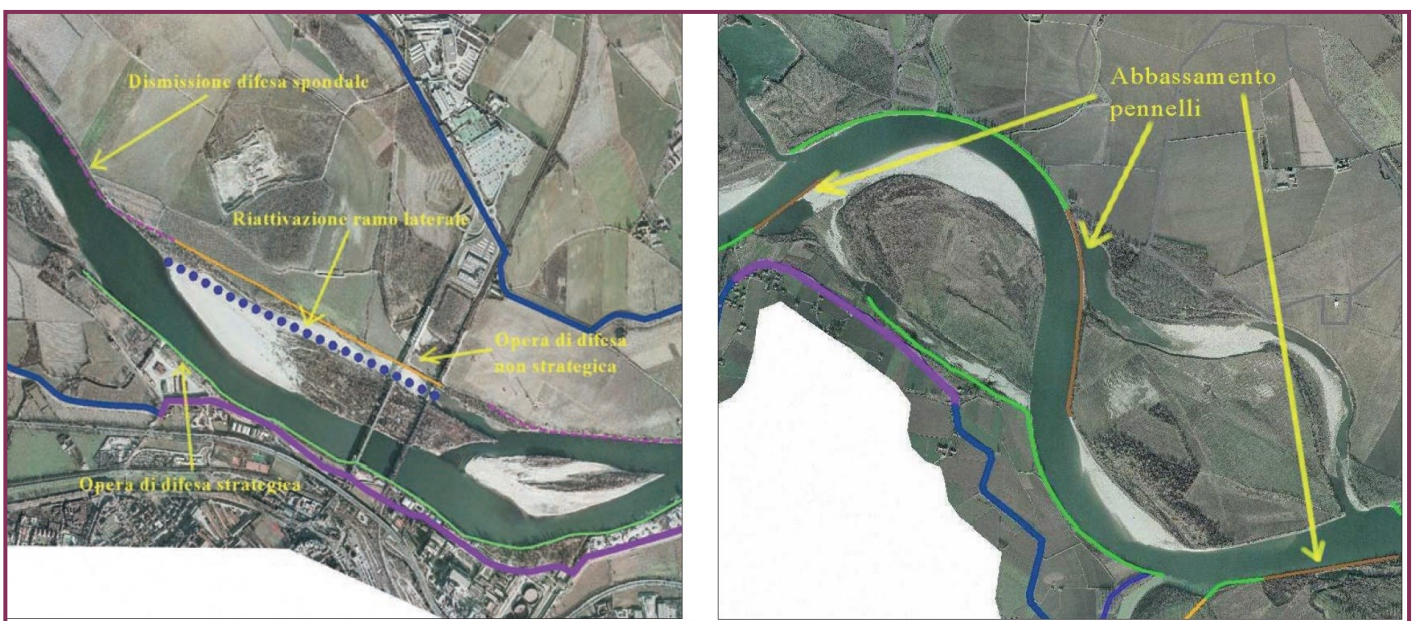 Dismissione difesa spondale
Riattivazione ramo laterale
Opera di difesa
non strategica
Opera di difesa strategica
Abbassamento
pennelli